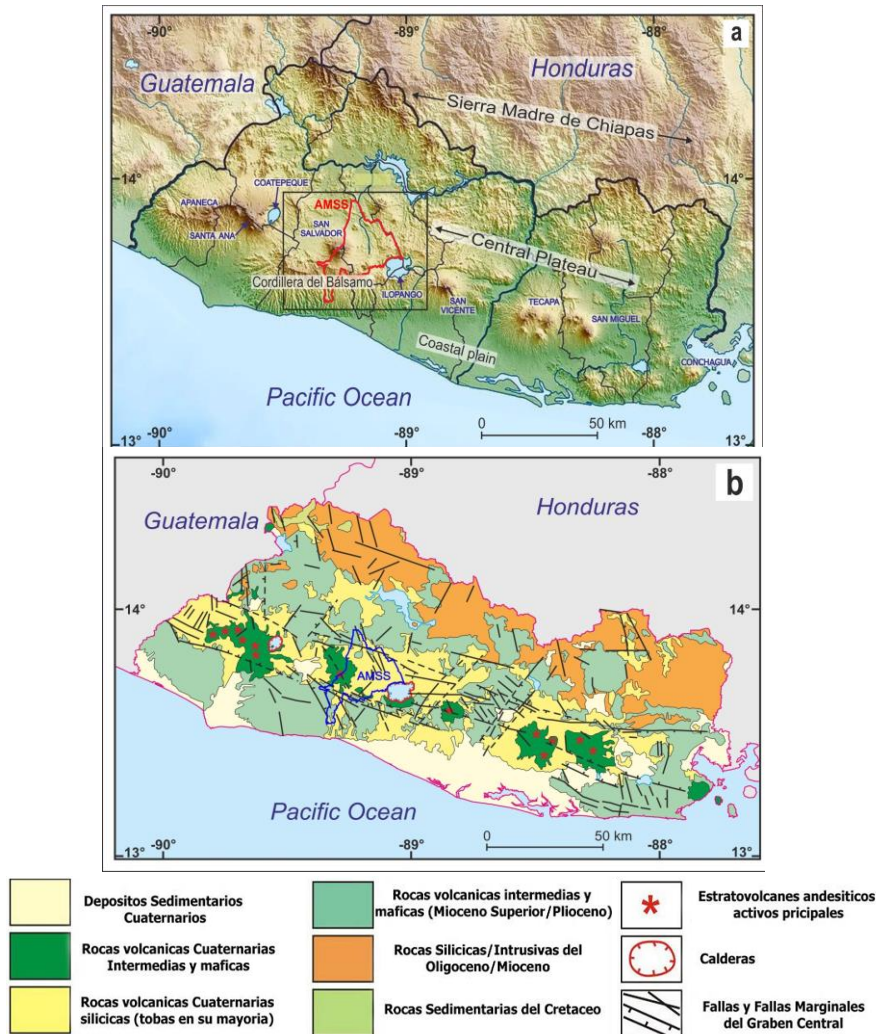 -90°
-89°
-88°
a
Guatemala
Honduras
Sierra Madre de Chiapas
14°
14°
COATEPEQUE
APANECA
AMSS
SANTA ANA
SAN
SALVADOR
Central Plateau
Cordillera del Bálsamo
ILOPANGO
SAN
VICENTE
TECAPA
SAN MIGUEL
Coastal plain
CONCHAGUA
Pacific Ocean
0
50 km
13°
-90°
-89°
-88°
13°
-90°
-89°
-88°
b
Guatemala
Honduras
14°
14°
AMSS
Pacific Ocean
0
50 km
13°
-90°
-89°
-88°
13°
Depositos Sedimentarios
Cuaternarios
Rocas volcanicas Cuaternarias
Intermedias y maficas
Rocas volcanicas Cuaternarias
silicicas (tobas en su mayoria)
Rocas volcanicas intermedias y
maficas (Mioceno Superior/Plioceno)
Rocas Silicicas/Intrusivas del
Oligoceno/Mioceno
Rocas Sedimentarias del Cretaceo
Estratovolcanes andesiticos
activos pricipales
Calderas
Fallas y Fallas Marginales
del Graben Central